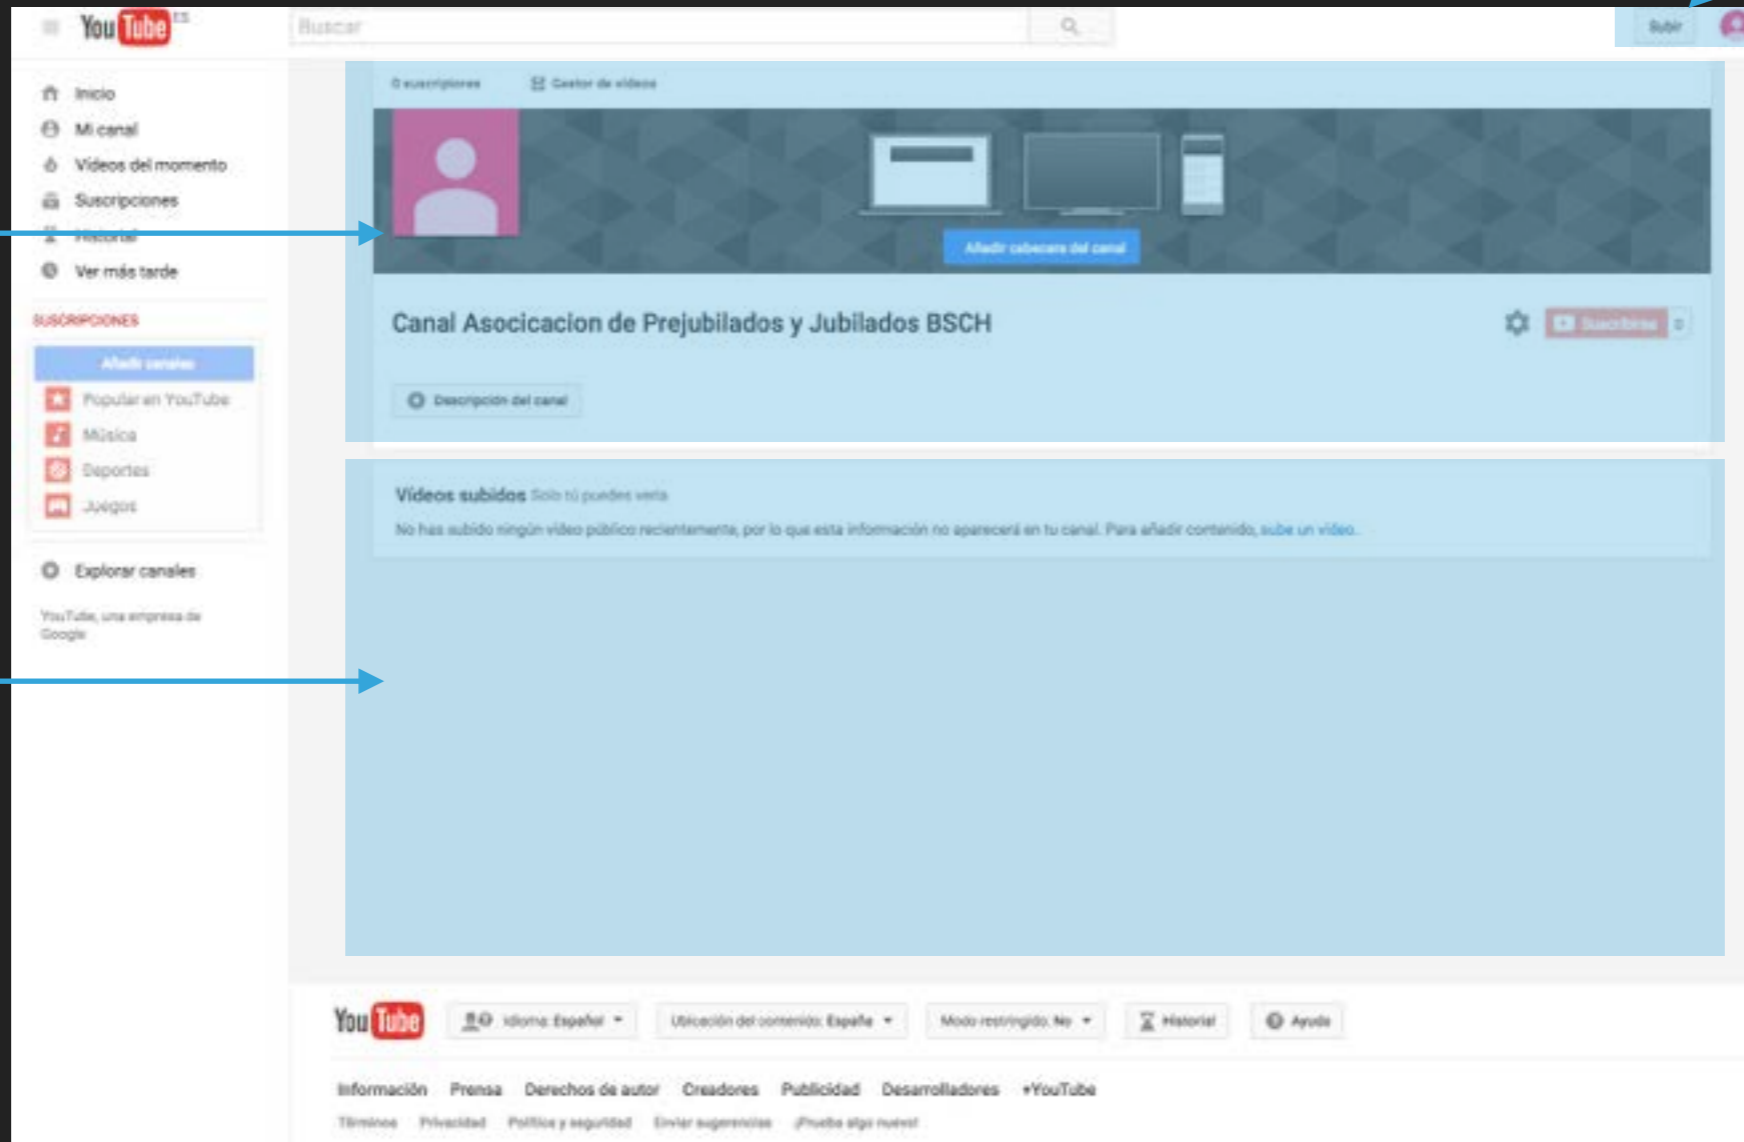 YouTube ES
Buscar
Subir
Inicio
Mi canal
Vídeos del momento
Suscripciones
Historial
Ver más tarde
SUSCRIPCIONES
Añadir canales
Popular en YouTube
Música
Deportes
Juegos
Explorar canales
YouTube, una empresa de
Google
0 suscriptores
Gestor de vídeos
Añadir cabecera del canal
Canal Asocicacion de Prejubilados y Jubilados BSCH
Suscribirse 0
Descripción del canal
Vídeos subidos Solo tú puedes verla
No has subido ningún vídeo público recientemente, por lo que esta información no aparecerá en tu canal. Para añadir contenido, sube un vídeo.
YouTube Idioma: Español Ubicación del contenido: España Modo restringido: No Historial Ayuda
Información Prensa Derechos de autor Creadores Publicidad Desarrolladores +YouTube
Términos Privacidad Política y seguridad Enviar sugerencias ¡Prueba algo nuevo!